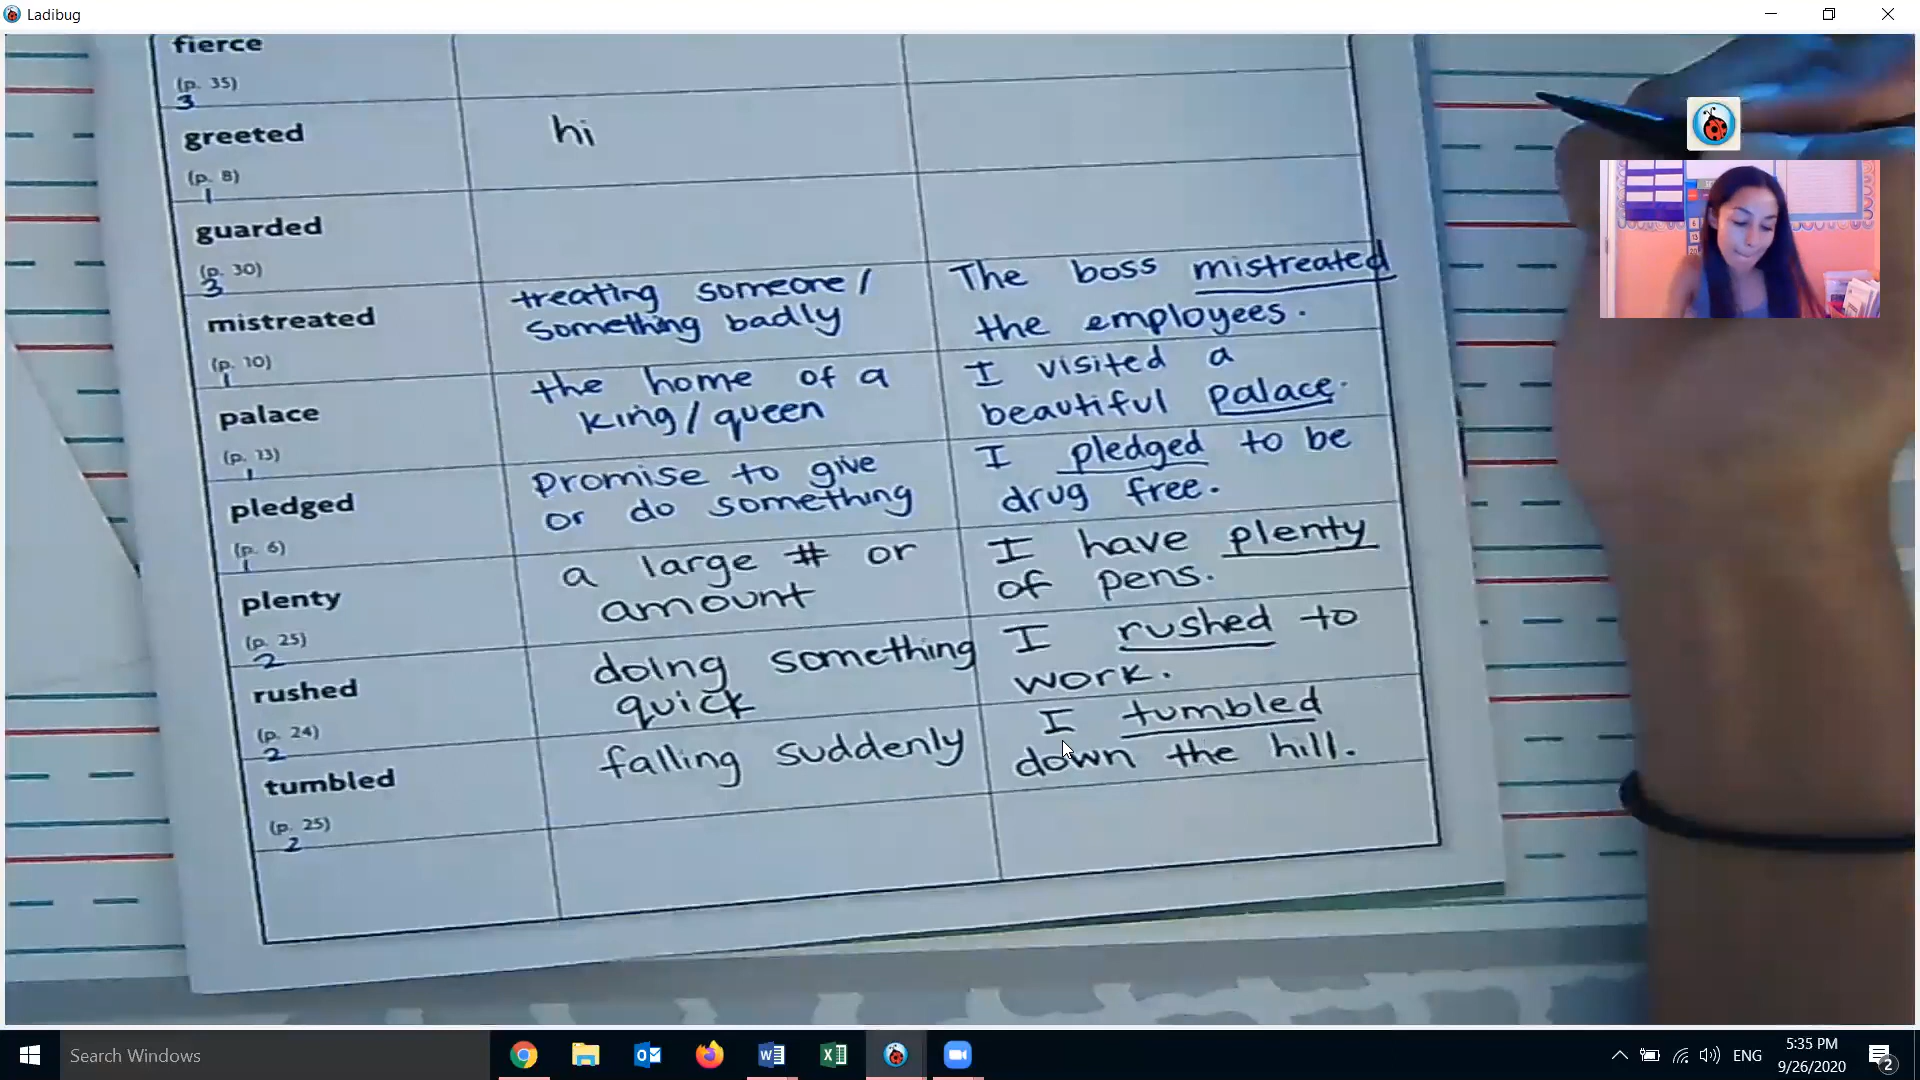 Ladibug
fierce
(p. 35)
3
greeted
hi
(p. 8)
1
guarded
(p. 30)
3
mistreated
treating someone/
something badly
The boss mistreated
the employees.
(p. 10)
1
palace
the home of a
king/queen
I visited a
beautiful palace.
(p. 13)
1
pledged
promise to give
or do something
I pledged to be
drug free.
(p. 6)
1
plenty
a large # or
amount
I have plenty
of pens.
(p. 25)
2
rushed
doing something
quick
I rushed to
work.
(p. 24)
2
tumbled
falling suddenly
I tumbled
down the hill.
(p. 25)
2
Search Windows
ENG
5:35 PM
9/26/2020
2